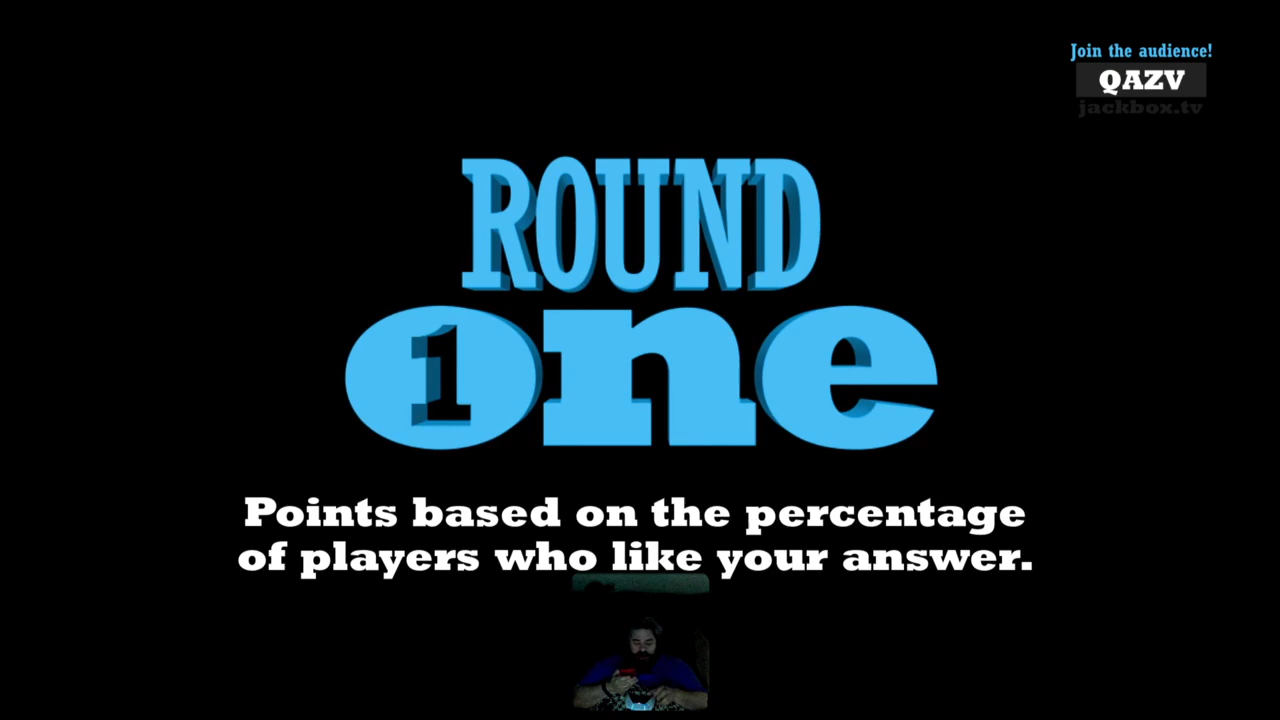 Join the audience!
QAZV
jackbox.tv
ROUND
One
1
Points based on the percentage
of players who like your answer.